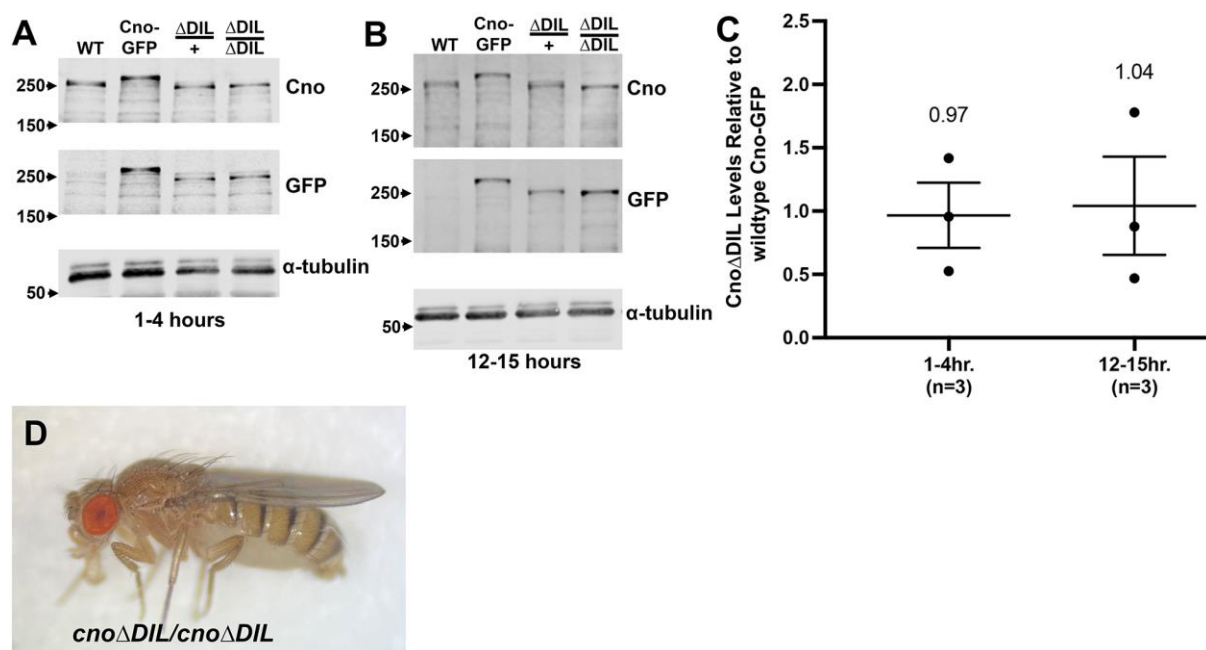 A
WT
Cno-
GFP
ΔDIL
+
ΔDIL
ΔDIL
250
Cno
150
250
GFP
150
α-tubulin
50
1-4 hours
B
WT
Cno-
GFP
ΔDIL
+
ΔDIL
ΔDIL
250
Cno
150
250
GFP
150
α-tubulin
50
12-15 hours
C
CnoΔDIL Levels Relative to
wildtype Cno-GFP
2.5
2.0
1.5
1.0
0.5
0.0
0.97
1.04
1-4hr.
(n=3)
12-15hr.
(n=3)
D
cnoΔDIL/cnoΔDIL